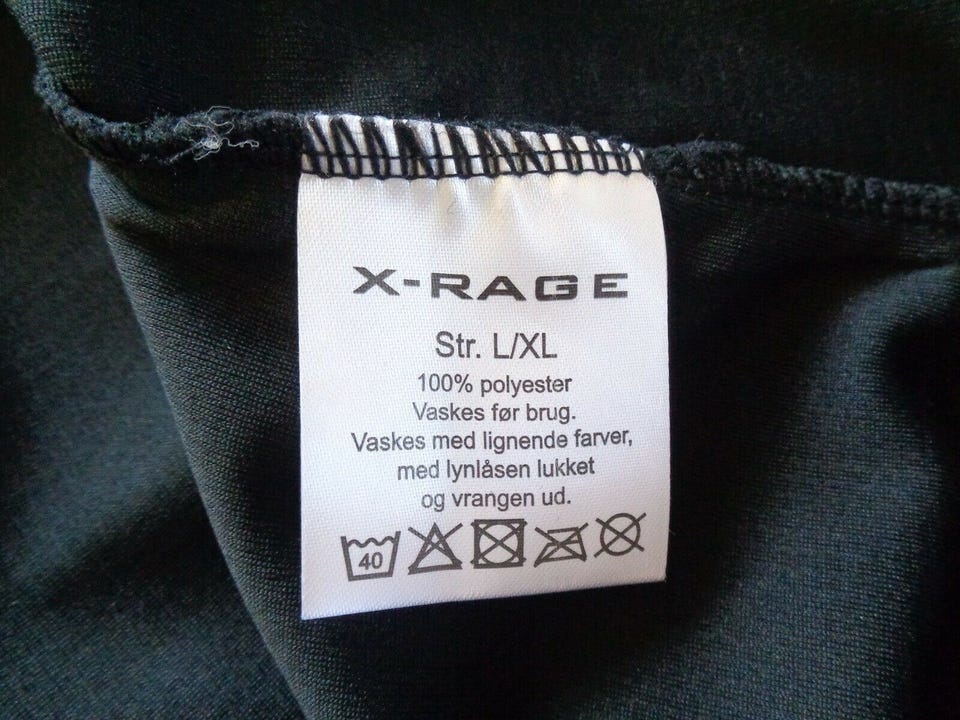 X-RAGE
Str. L/XL
100% polyester
Vaskes før brug.
Vaskes med lignende farver,
med lynlåsen lukket
og vrangen ud.
40